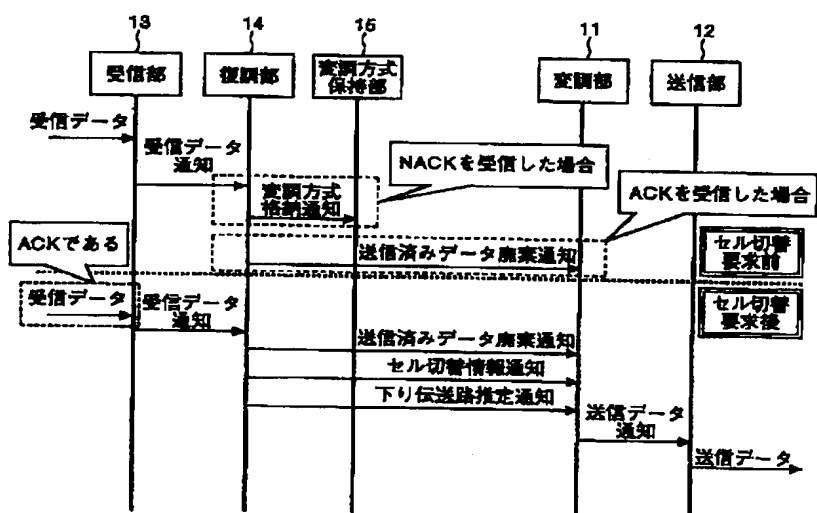 13
14
15
11
12
受信部
復調部
変調方式
保持部
変調部
送信部
受信データ
受信データ
通知
NACKを受信した場合
変調方式
格納通知
ACKを受信した場合
ACKである
送信済みデータ廃棄通知
セル切替
要求前
受信データ
受信データ
通知
セル切替
要求後
送信済みデータ廃棄通知
セル切替情報通知
下り伝送路推定通知
送信データ
通知
送信データ